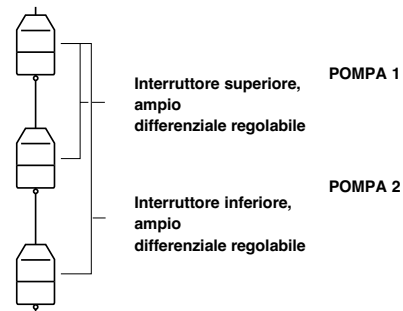 Interruttore superiore,
ampio
differenziale regolabile
POMPA 1
Interruttore inferiore,
ampio
differenziale regolabile
POMPA 2